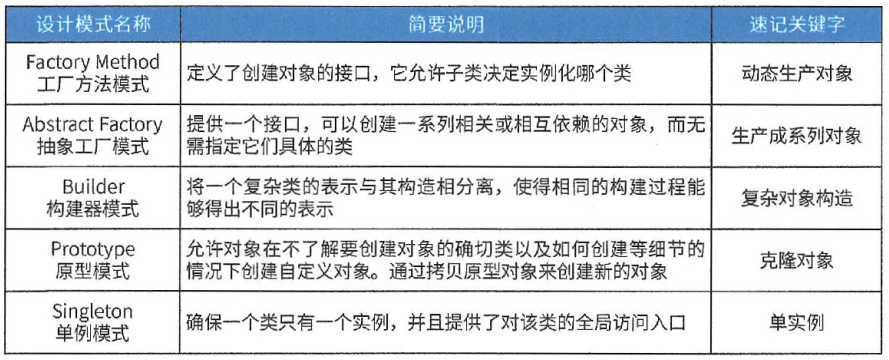 设计模式名称 简要说明 速记关键字
Factory Method
工厂方法模式
定义了创建对象的接口，它允许子类决定实例化哪个类
动态生产对象
Abstract Factory
抽象工厂模式
提供一个接口，可以创建一系列相关或相互依赖的对象，而无
需指定它们具体的类
生产成系列对象
Builder
构建器模式
将一个复杂类的表示与其构造相分离，使得相同的构建过程能
够得出不同的表示
复杂对象构造
Prototype
原型模式
允许对象在不了解要创建对象的确切类以及如何创建等细节的
情况下创建自定义对象。通过拷贝原型对象来创建新的对象
克隆对象
Singleton
单例模式
确保一个类只有一个实例，并且提供了对该类的全局访问入口
单实例